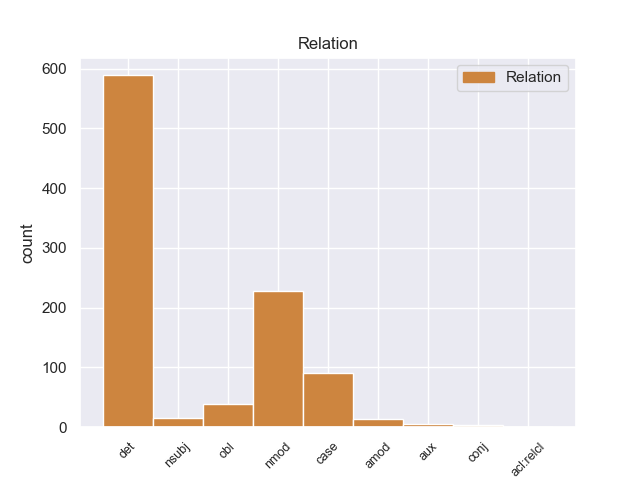 Relation
Relation
count
600
500
400
300
200
100
0
det
nsubj
obl
nmod
case
amod
aux
conj
acl:relcl